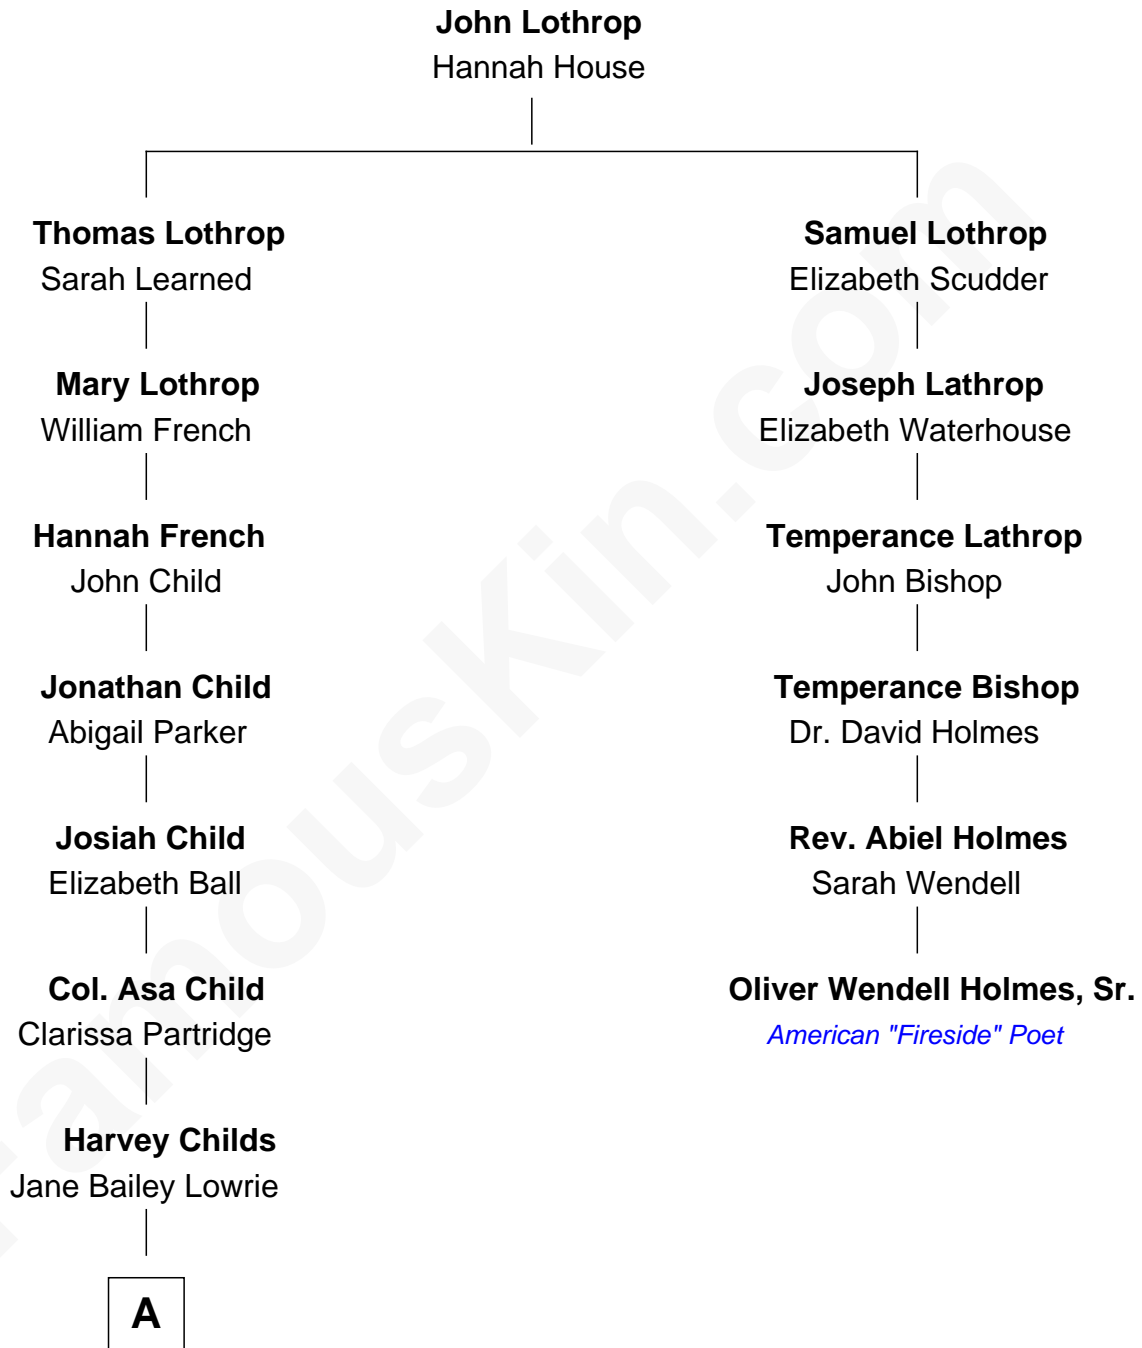 John Lothrop
Hannah House
Thomas Lothrop
Sarah Learned
Samuel Lothrop
Elizabeth Scudder
Mary Lothrop
William French
Joseph Lathrop
Elizabeth Waterhouse
Hannah French
John Child
Temperance Lathrop
John Bishop
Jonathan Child
Abigail Parker
Temperance Bishop
Dr. David Holmes
Josiah Child
Elizabeth Ball
Rev. Abiel Holmes
Sarah Wendell
Col. Asa Child
Clarissa Partridge
Oliver Wendell Holmes, Sr.
American "Fireside" Poet
Harvey Childs
Jane Bailey Lowrie
A
FamousKin.com